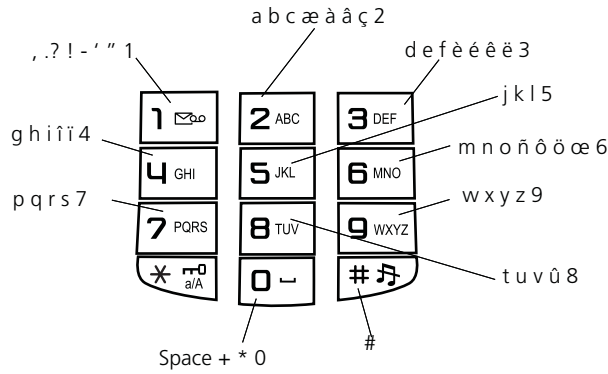 a b c æ à â ç 2
, .? ! - ‘ ” 1
d e f è é ê ë 3
j k l 5
1
2 ABC
3 DEF
g h i î ï 4
m n o ñ ô ö œ 6
4 GHI
5 JKL
6 MNO
p q r s 7
w x y z 9
7 PQRS
8 TUV
9 WXYZ
* a/A
0
#
t u v û 8
#
Space + * 0